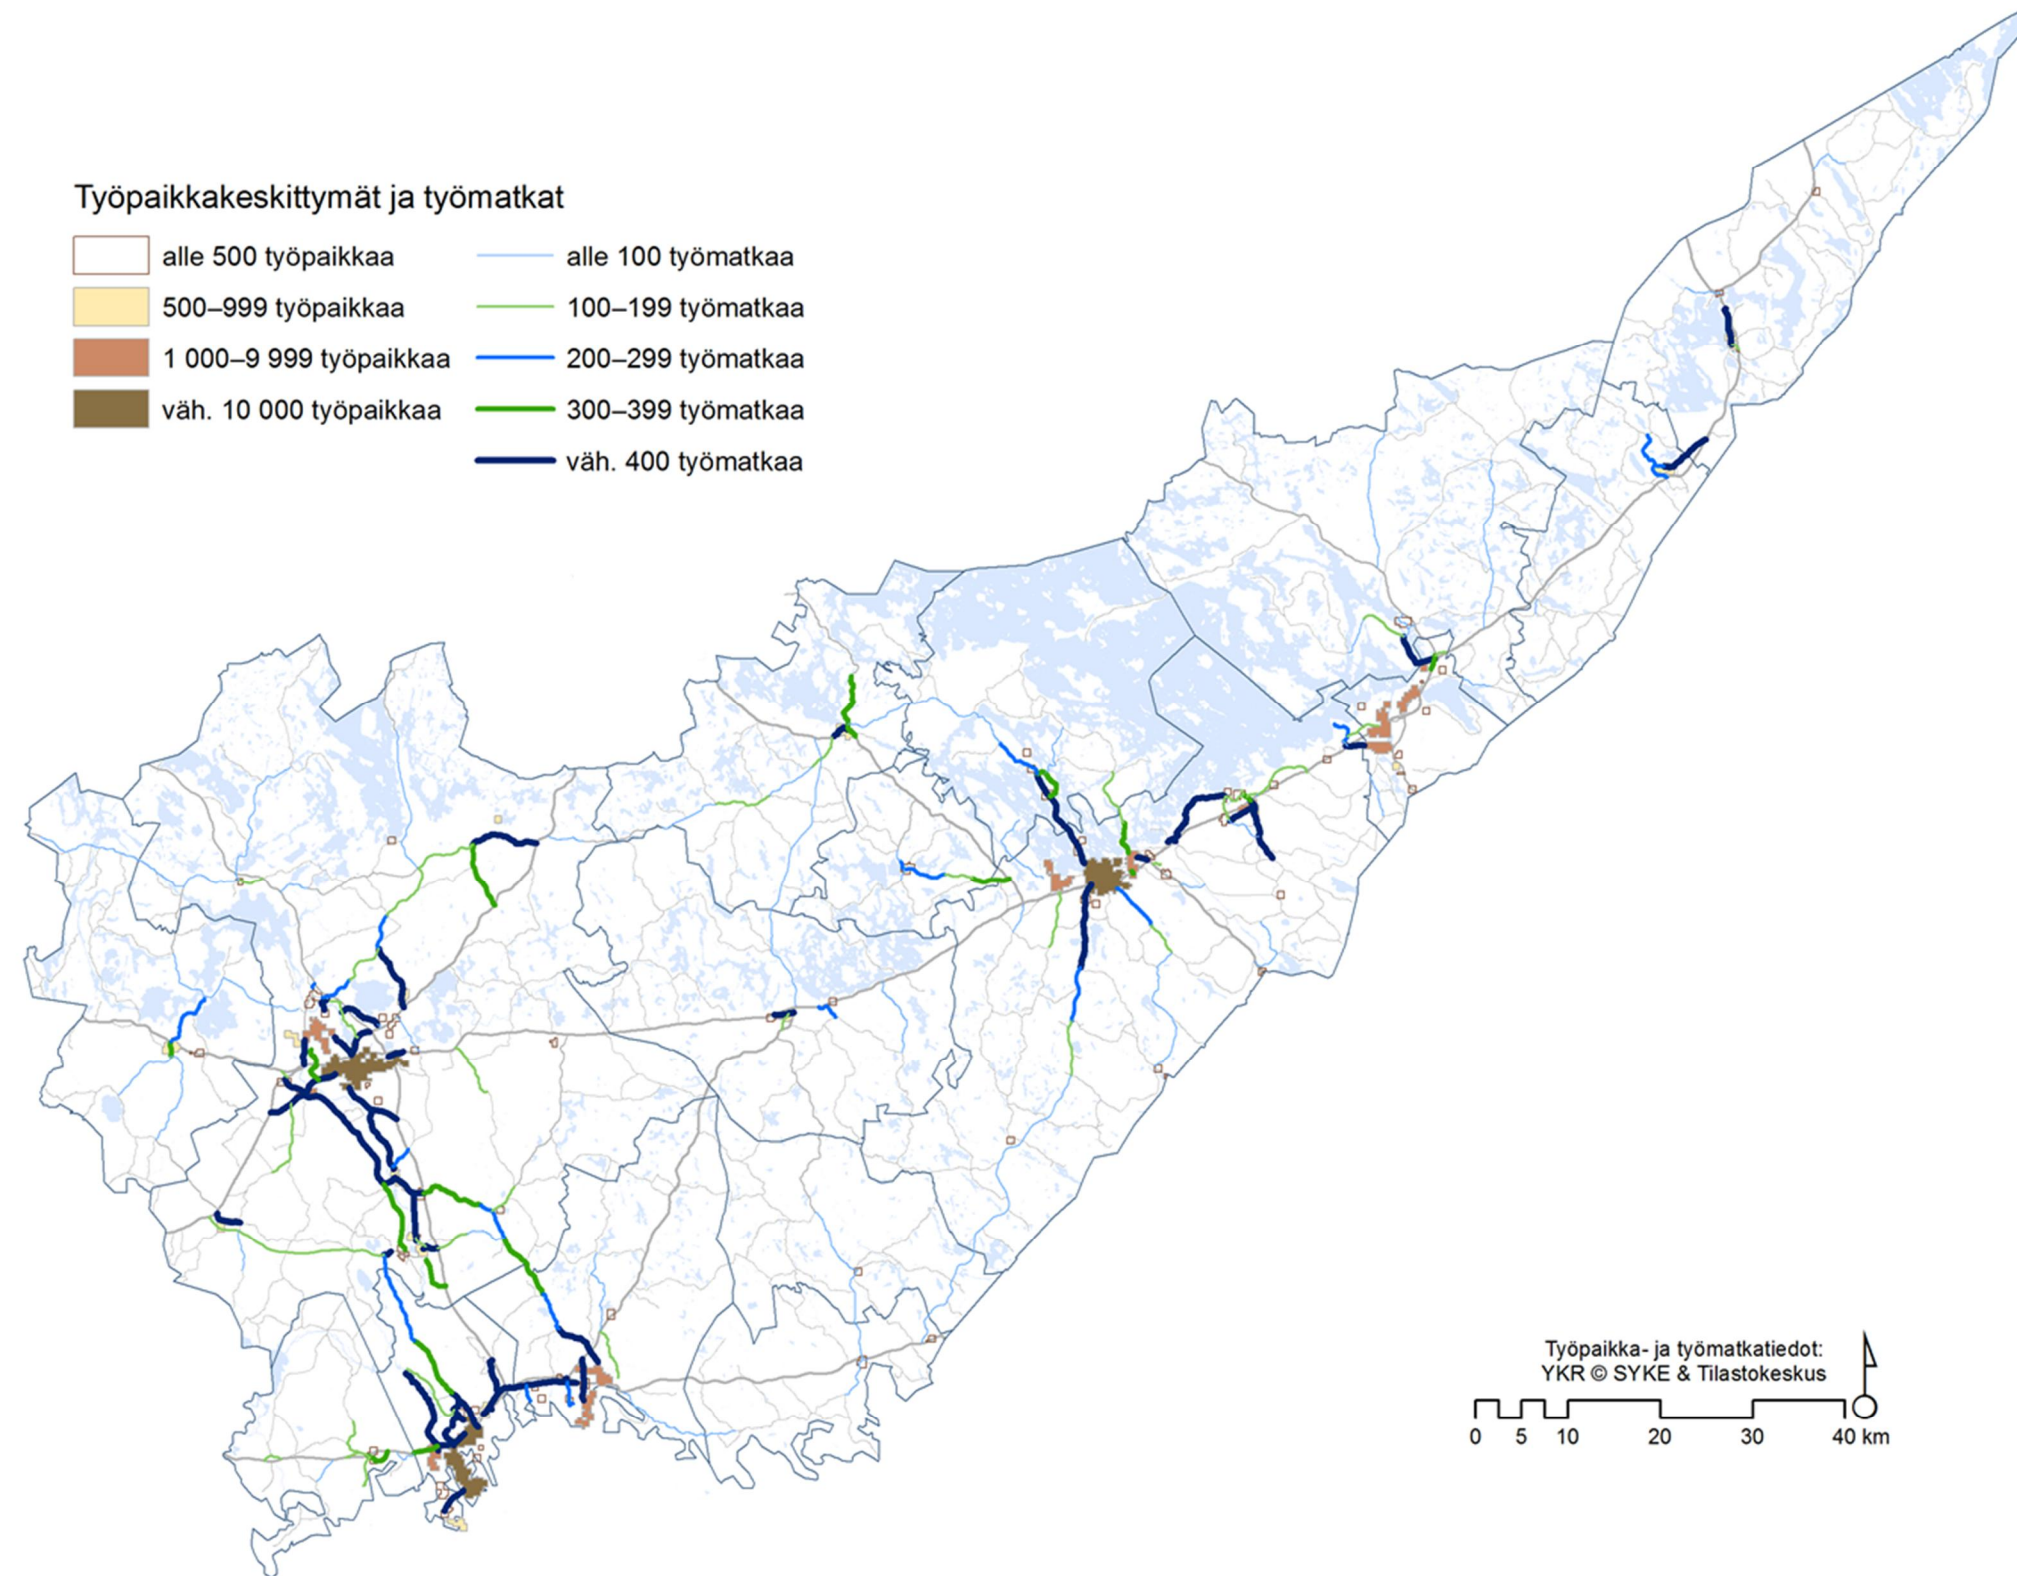 Työpaikkakeskittymät ja työmatkat
alle 500 työpaikkaa
500–999 työpaikkaa
1 000–9 999 työpaikkaa
väh. 10 000 työpaikkaa
alle 100 työmatkaa
100–199 työmatkaa
200–299 työmatkaa
300–399 työmatkaa
väh. 400 työmatkaa
Työpaikka- ja työmatkatiedot:
YKR © SYKE & Tilastokeskus
0 5 10 20 30 40 km